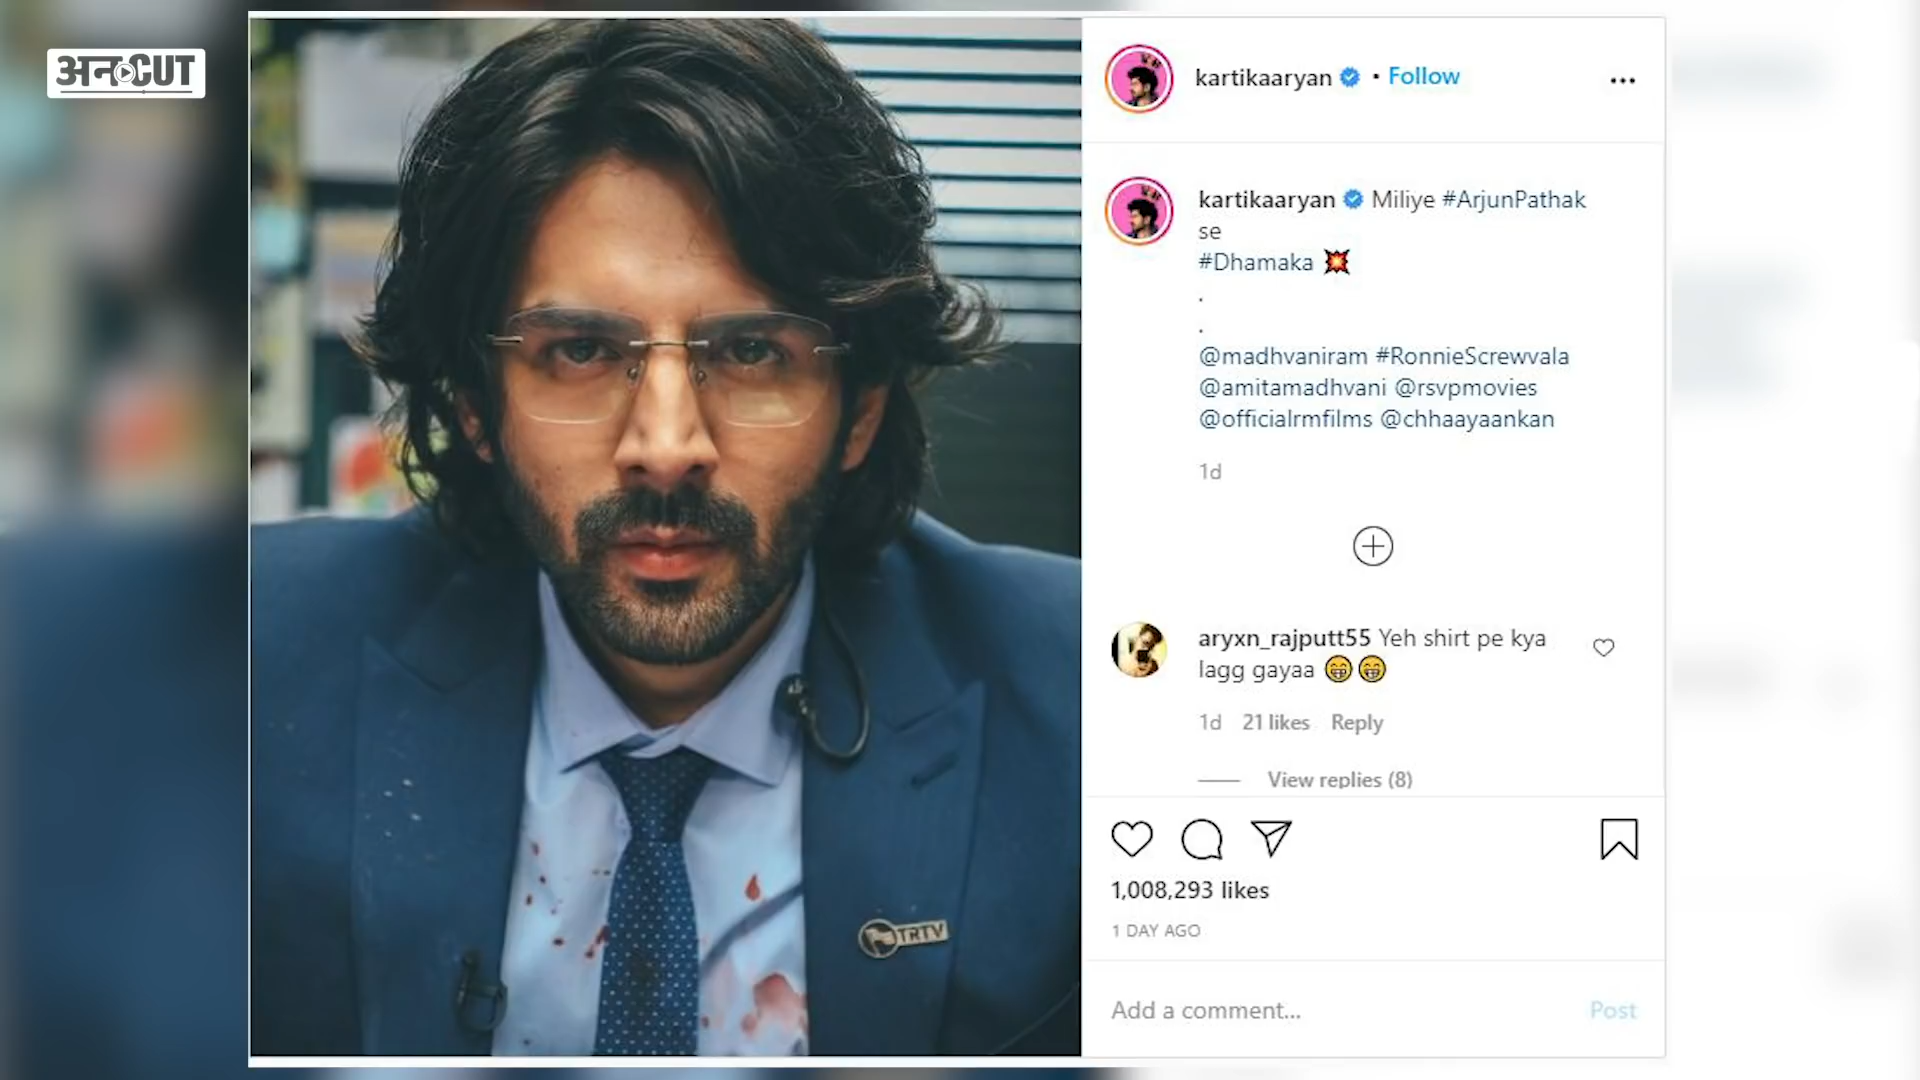 अनCUT
kartikaaryan • Follow
kartikaaryan Miliye #ArjunPathak
se
#Dhamaka 💥
.
.
@madhvaniram #RonnieScrewvala
@amitamadhvani @rsvpmovies
@officialrmfilms @chhaayaankan
1d
aryxn_rajputt55 Yeh shirt pe kya
lagg gayaa 😁😁
1d 21 likes Reply
View replies (8)
1,008,293 likes
1 DAY AGO
Add a comment... Post
TRTV